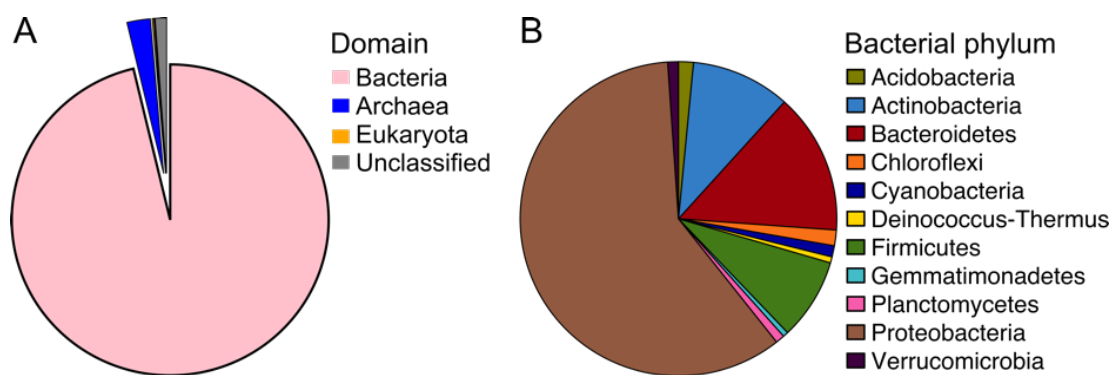 A
Domain
Bacteria
Archaea
Eukaryota
Unclassified
B
Bacterial phylum
Acidobacteria
Actinobacteria
Bacteroidetes
Chloroflexi
Cyanobacteria
Deinococcus-Thermus
Firmicutes
Gemmatimonadetes
Planctomycetes
Proteobacteria
Verrucomicrobia